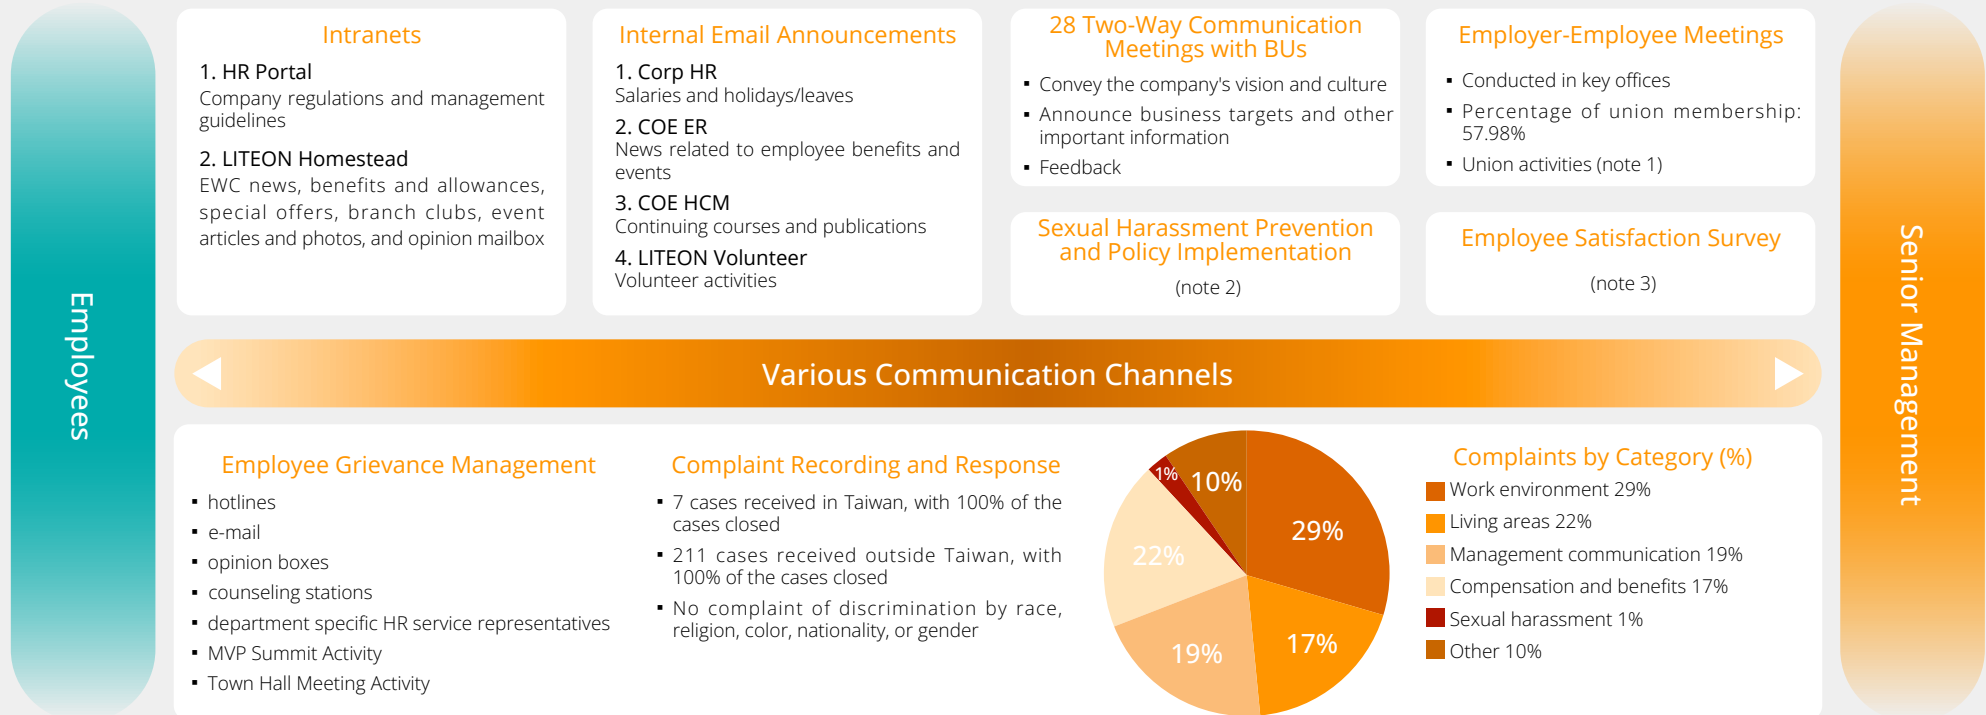 Employees
Intranets
1. HR Portal
Company regulations and management
guidelines
2. LITEON Homestead
EWC news, benefits and allowances,
special offers, branch clubs, event
articles and photos, and opinion mailbox
Internal Email Announcements
1. Corp HR
Salaries and holidays/leaves
2. COE ER
News related to employee benefits and
events
3. COE HCM
Continuing courses and publications
4. LITEON Volunteer
Volunteer activities
28 Two-Way Communication
Meetings with BUs
▪ Convey the company's vision and culture
▪ Announce business targets and other
important information
▪ Feedback
Employer-Employee Meetings
▪ Conducted in key offices
▪ Percentage of union membership:
57.98%
▪ Union activities (note 1)
Sexual Harassment Prevention
and Policy Implementation
(note 2)
Employee Satisfaction Survey
(note 3)
Senior Management
Various Communication Channels
Employee Grievance Management
▪ hotlines
▪ e-mail
▪ opinion boxes
▪ counseling stations
▪ department specific HR service representatives
▪ MVP Summit Activity
▪ Town Hall Meeting Activity
Complaint Recording and Response
▪ 7 cases received in Taiwan, with 100% of the
cases closed
▪ 211 cases received outside Taiwan, with
100% of the cases closed
▪ No complaint of discrimination by race,
religion, color, nationality, or gender
1%
10%
29%
22%
19%
17%
Complaints by Category (%)
Work environment 29%
Living areas 22%
Management communication 19%
Compensation and benefits 17%
Sexual harassment 1%
Other 10%